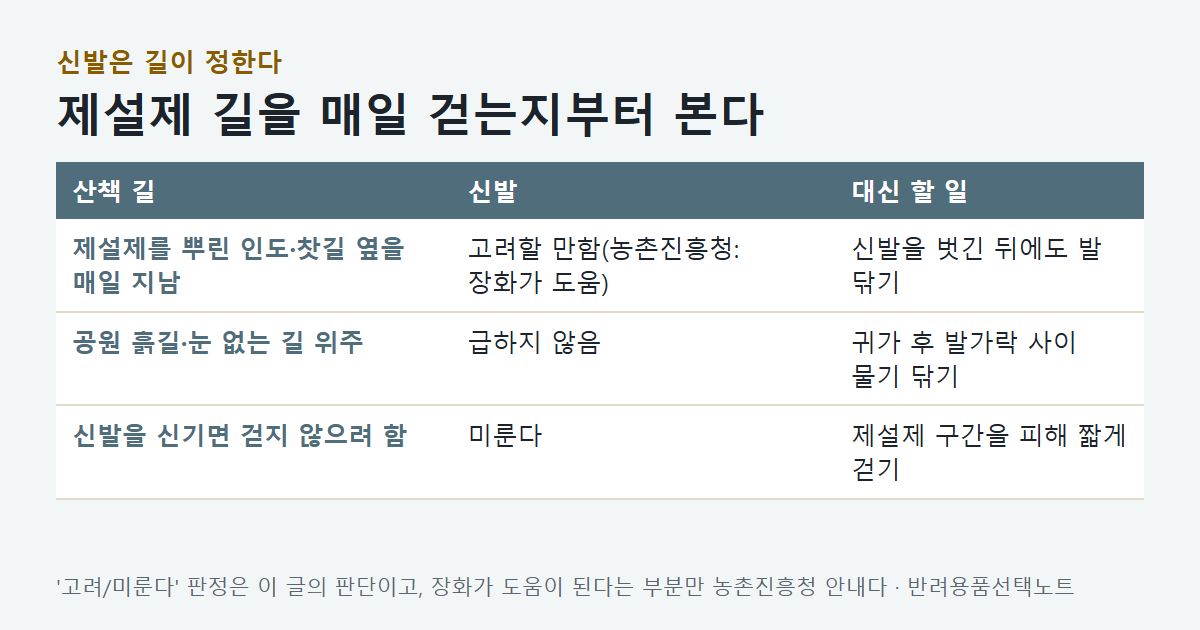 신발은 길이 정한다
제설제 길을 매일 걷는지부터 본다
산책 길 신발 대신 할 일
제설제를 뿌린 인도·찻길 옆을 고려할 만함(농촌진흥청: 신발을 벗긴 뒤에도 발
매일 지남 장화가 도움) 닦기
공원 흙길·눈 없는 길 위주 급하지 않음 귀가 후 발가락 사이
물기 닦기
신발을 신기면 걷지 않으려 함 미룬다 제설제 구간을 피해 짧게
걷기
'고려/미룬다' 판정은 이 글의 판단이고, 장화가 도움이 된다는 부분만 농촌진흥청 안내다 · 반려용품선택노트